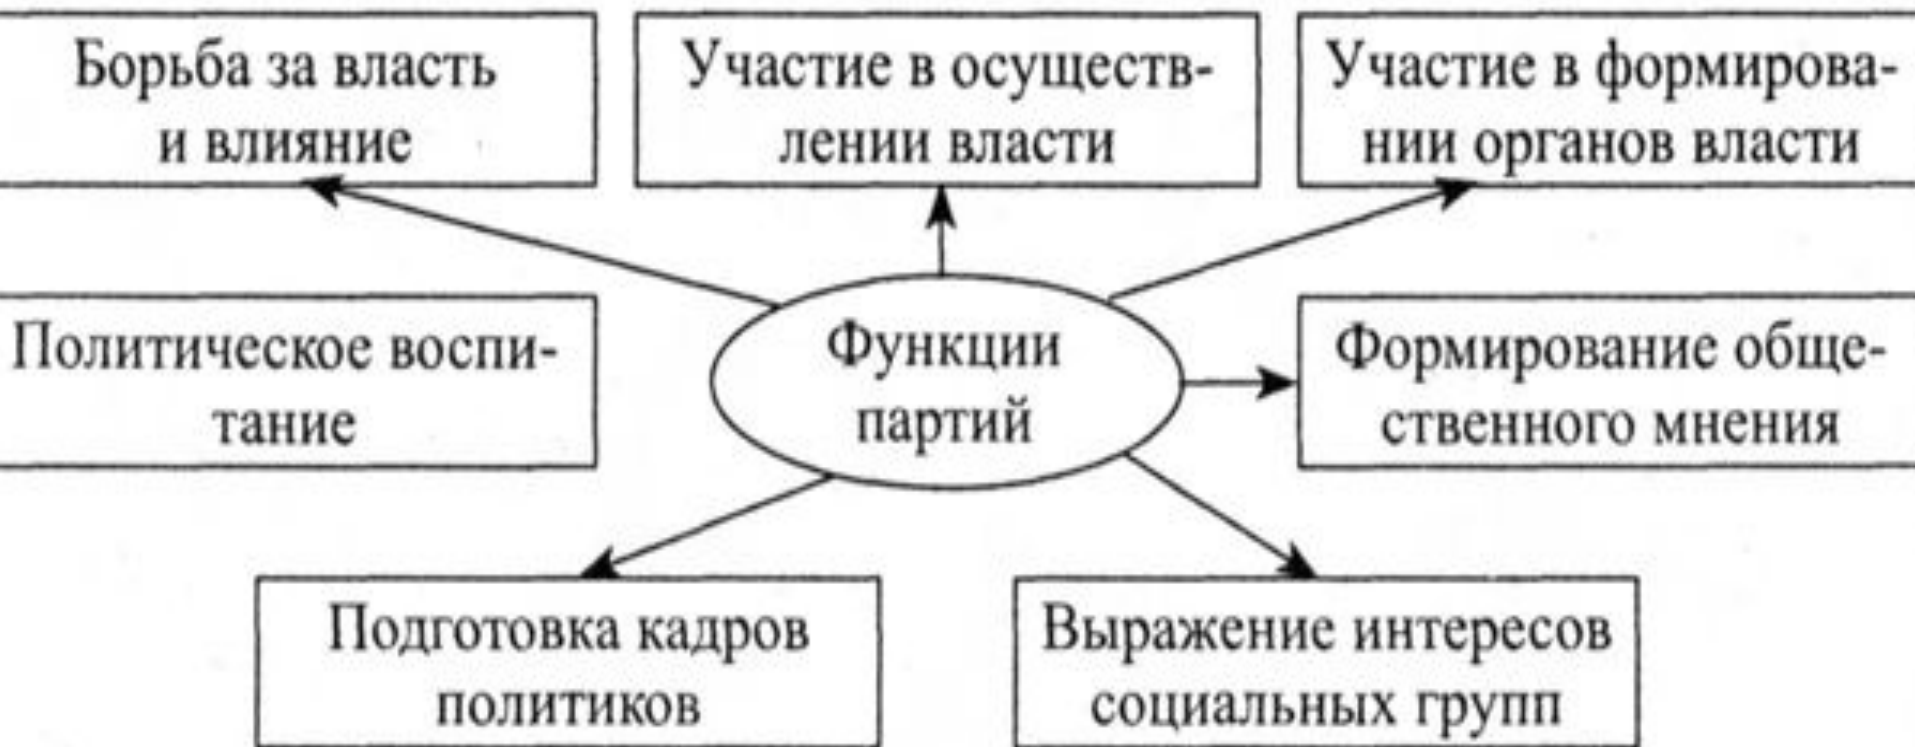 Борьба за власть
и влияние
Участие в осуществ-
лении власти
Участие в формирова-
нии органов власти
Политическое воспи-
тание
Функции
партий
Формирование обще-
ственного мнения
Подготовка кадров
политиков
Выражение интересов
социальных групп